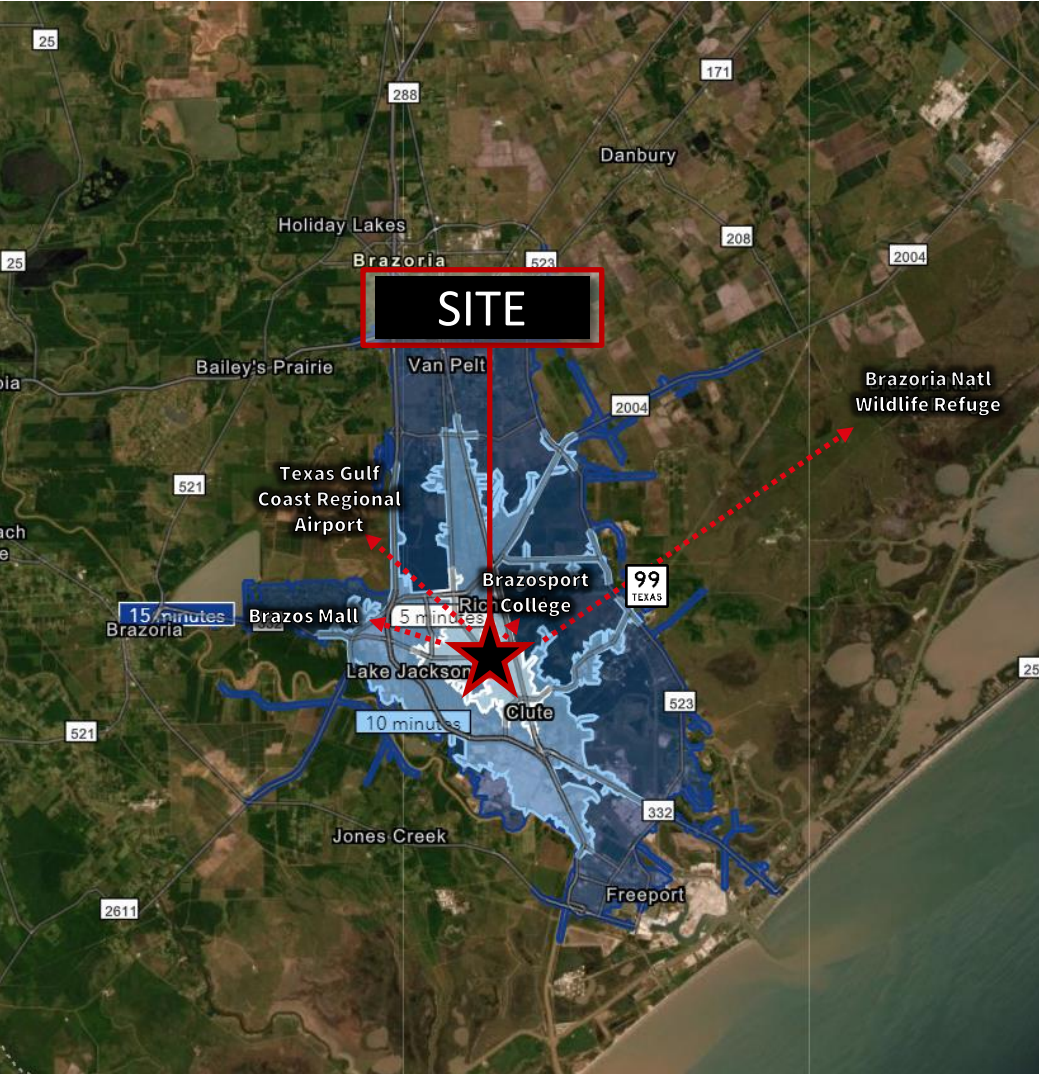 25
288
171
Danbury
Holiday Lakes
208
25
Brazoria
523
2004
SITE
Van Pelt
Bailey's Prairie
Brazoria Natl
Wildlife Refuge
2004
521
Texas Gulf
Coast Regional
Airport
99
TEXAS
Brazosport
College
15 minutes
Brazos Mall
5 minutes
Brazoria
Lake Jackson
25
523
Clute
10 minutes
521
332
Jones Creek
Freeport
2611